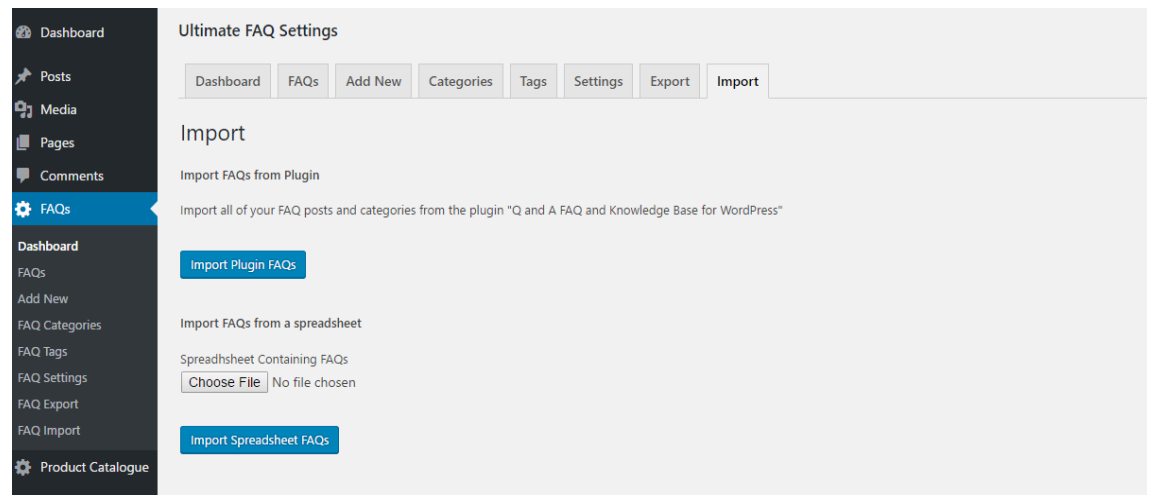 Dashboard
Posts
Media
Pages
Comments
FAQs
Dashboard
FAQs
Add New
FAQ Categories
FAQ Tags
FAQ Settings
FAQ Export
FAQ Import
Product Catalogue
Ultimate FAQ Settings
Dashboard FAQs Add New Categories Tags Settings Export Import
Import
Import FAQs from Plugin
Import all of your FAQ posts and categories from the plugin "Q and A FAQ and Knowledge Base for WordPress"
Import Plugin FAQs
Import FAQs from a spreadsheet
Spreadhsheet Containing FAQs
Choose File No file chosen
Import Spreadsheet FAQs